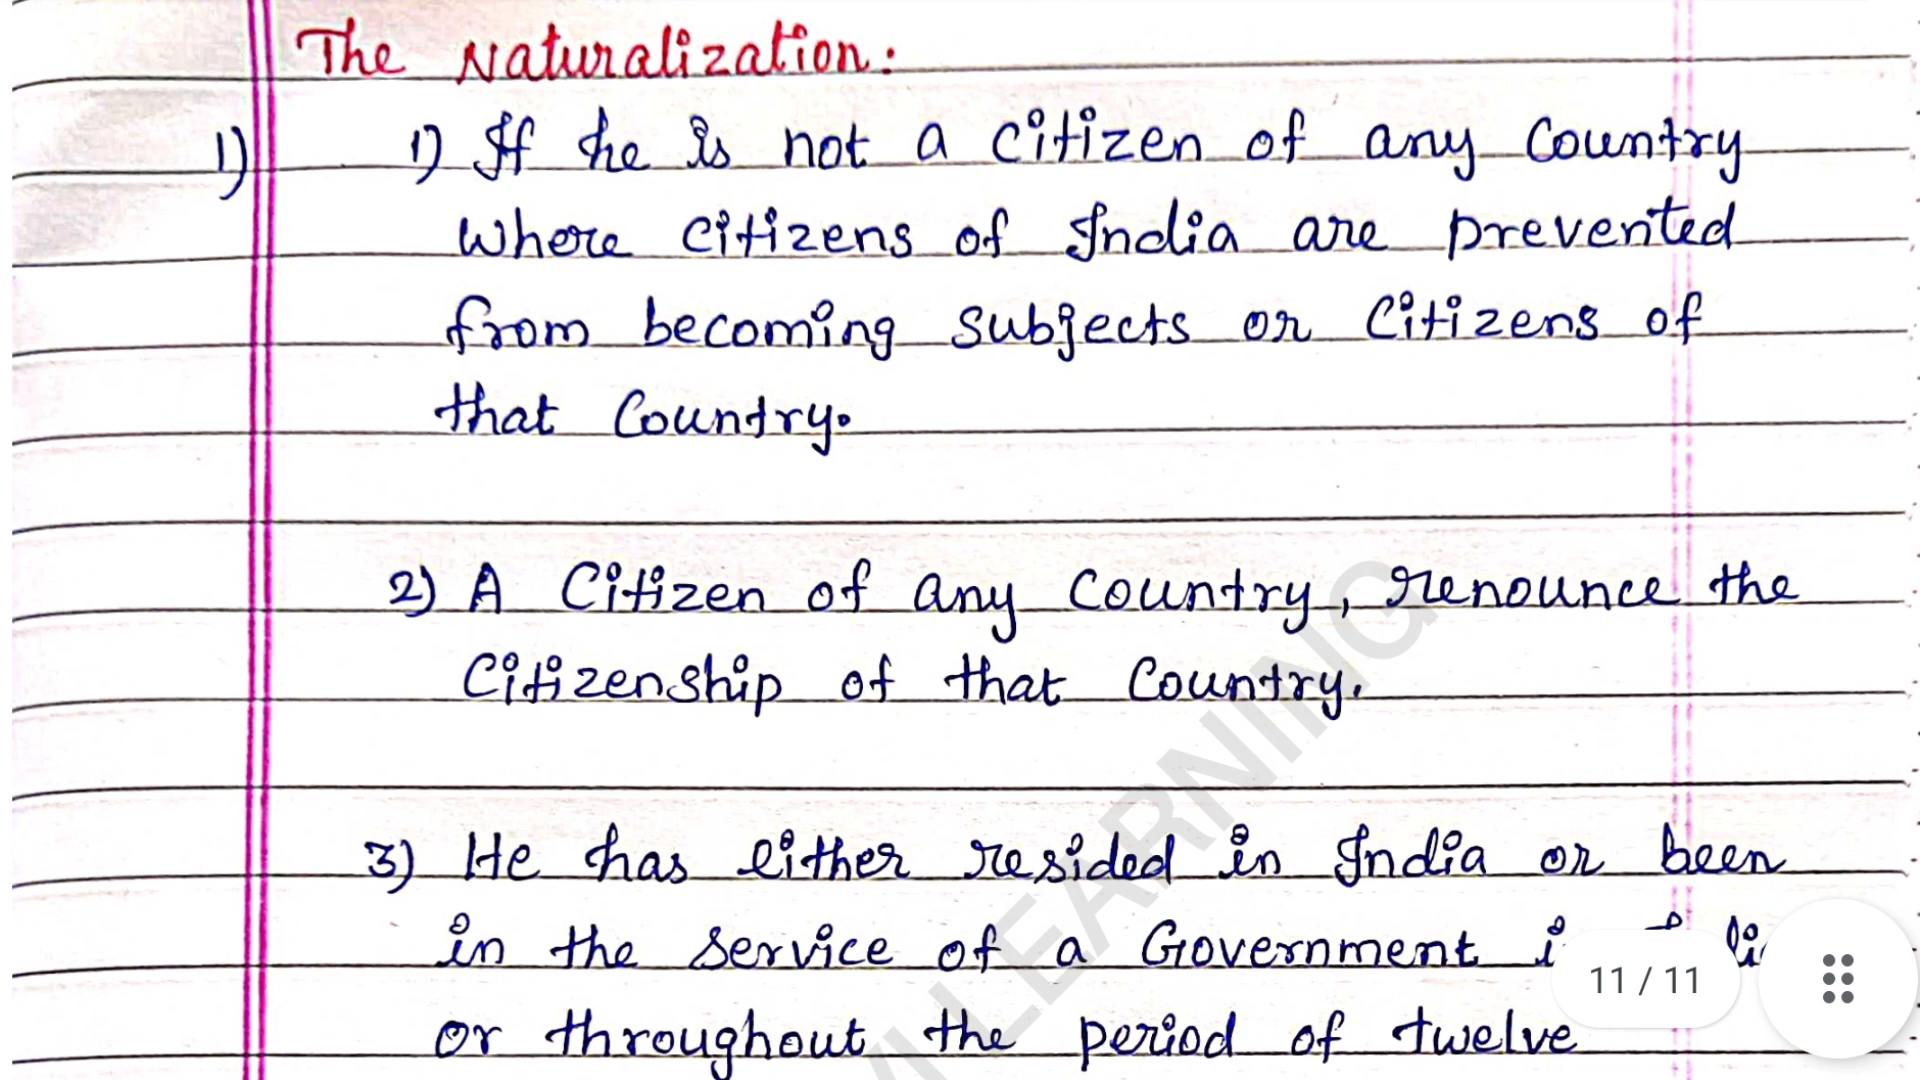 The Naturalization:
1) 1) If he is not a citizen of any Country
Where citizens of India are prevented
from becoming subjects or Citizens of
that Country.
2) A Citizen of any Country, renounce the
Citizenship of that Country.
3) He has either resided in India or been
in the service of a Government
11 / 11
or throughout the period of twelve
LEARNING